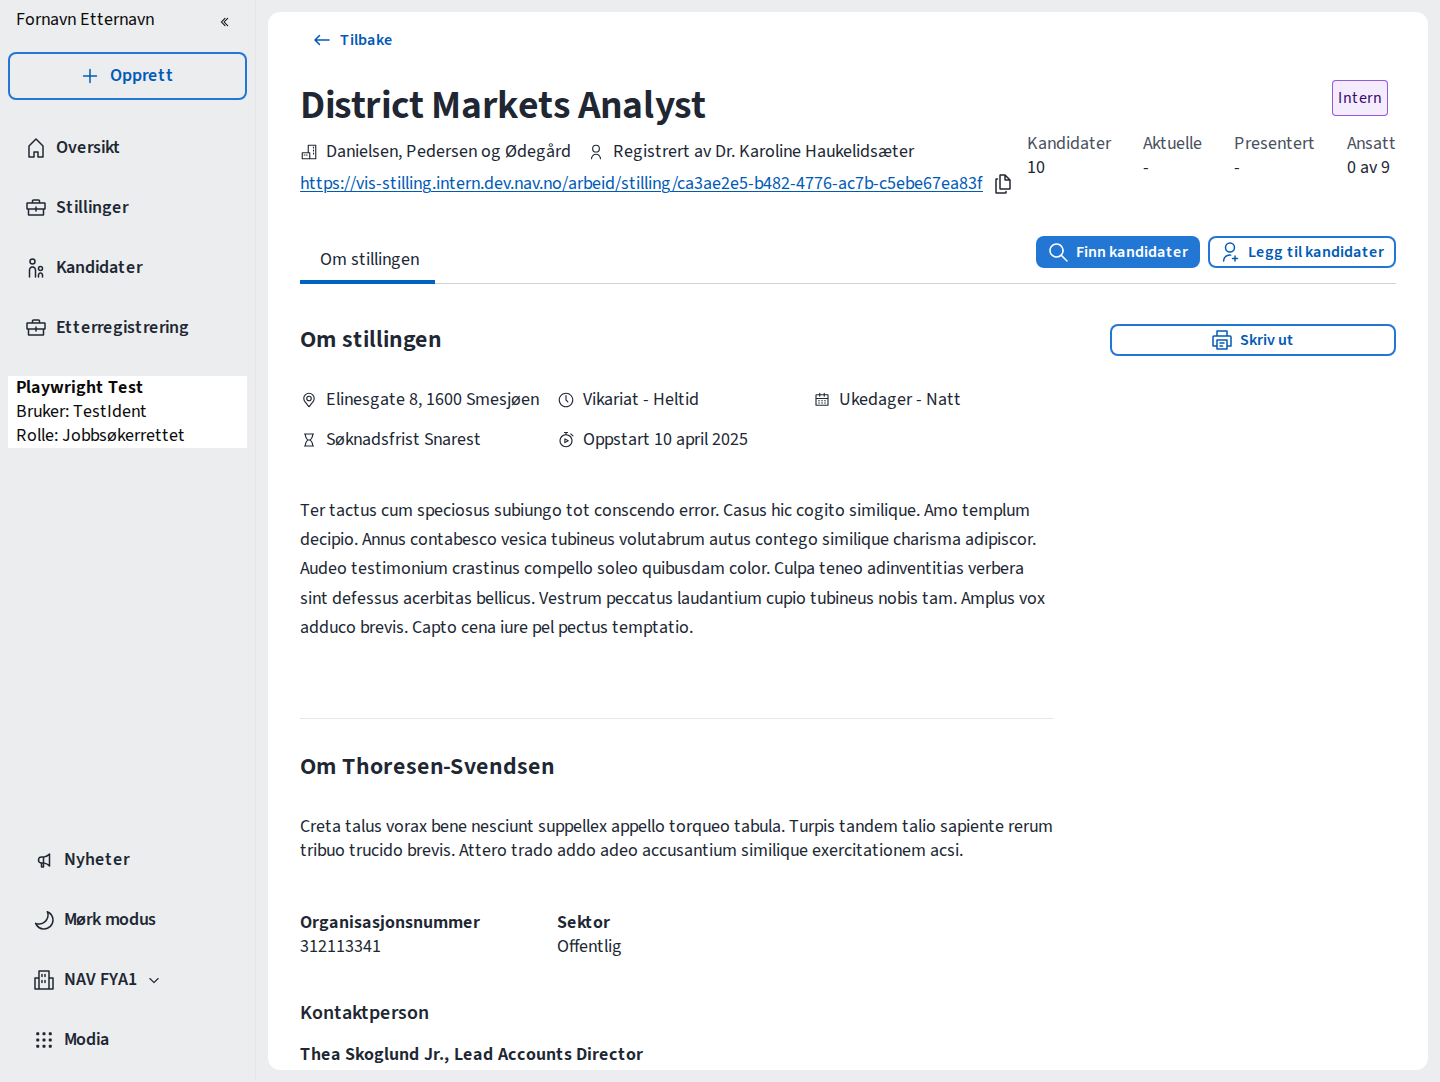 Fornavn Etternavn
Opprett
Oversikt
Stillinger
Kandidater
Etterregistrering
Playwright Test
Bruker: TestIdent
Rolle: Jobbsøkerrettet
Nyheter
Mørk modus
NAV FYA1
Modia
Tilbake
District Markets Analyst
Intern
Danielsen, Pedersen og Ødegård Registrert av Dr. Karoline Haukelidsæter
https://vis-stilling.intern.dev.nav.no/arbeid/stilling/ca3ae2e5-b482-4776-ac7b-c5ebe67ea83f
Kandidater Aktuelle Presentert Ansatt
10 - - 0 av 9
Om stillingen
Finn kandidater Legg til kandidater
Om stillingen
Skriv ut
Elinesgate 8, 1600 Smesjøen Vikariat - Heltid Ukedager - Natt
Søknadsfrist Snarest Oppstart 10 april 2025
Ter tactus cum speciosus subiungo tot conscendo error. Casus hic cogito similique. Amo templum
decipio. Annus contabesco vesica tubineus volutabrum autus contego similique charisma adipiscor.
Audeo testimonium crastinus compello soleo quibusdam color. Culpa teneo adinventitias verbera
sint defessus acerbitas bellicus. Vestrum peccatus laudantium cupio tubineus nobis tam. Amplus vox
adduco brevis. Capto cena iure pel pectus temptatio.
Om Thoresen-Svendsen
Creta talus vorax bene nesciunt suppellex appello torqueo tabula. Turpis tandem talio sapiente rerum
tribuo trucido brevis. Attero trado addo adeo accusantium similique exercitationem acsi.
Organisasjonsnummer Sektor
312113341 Offentlig
Kontaktperson
Thea Skoglund Jr., Lead Accounts Director